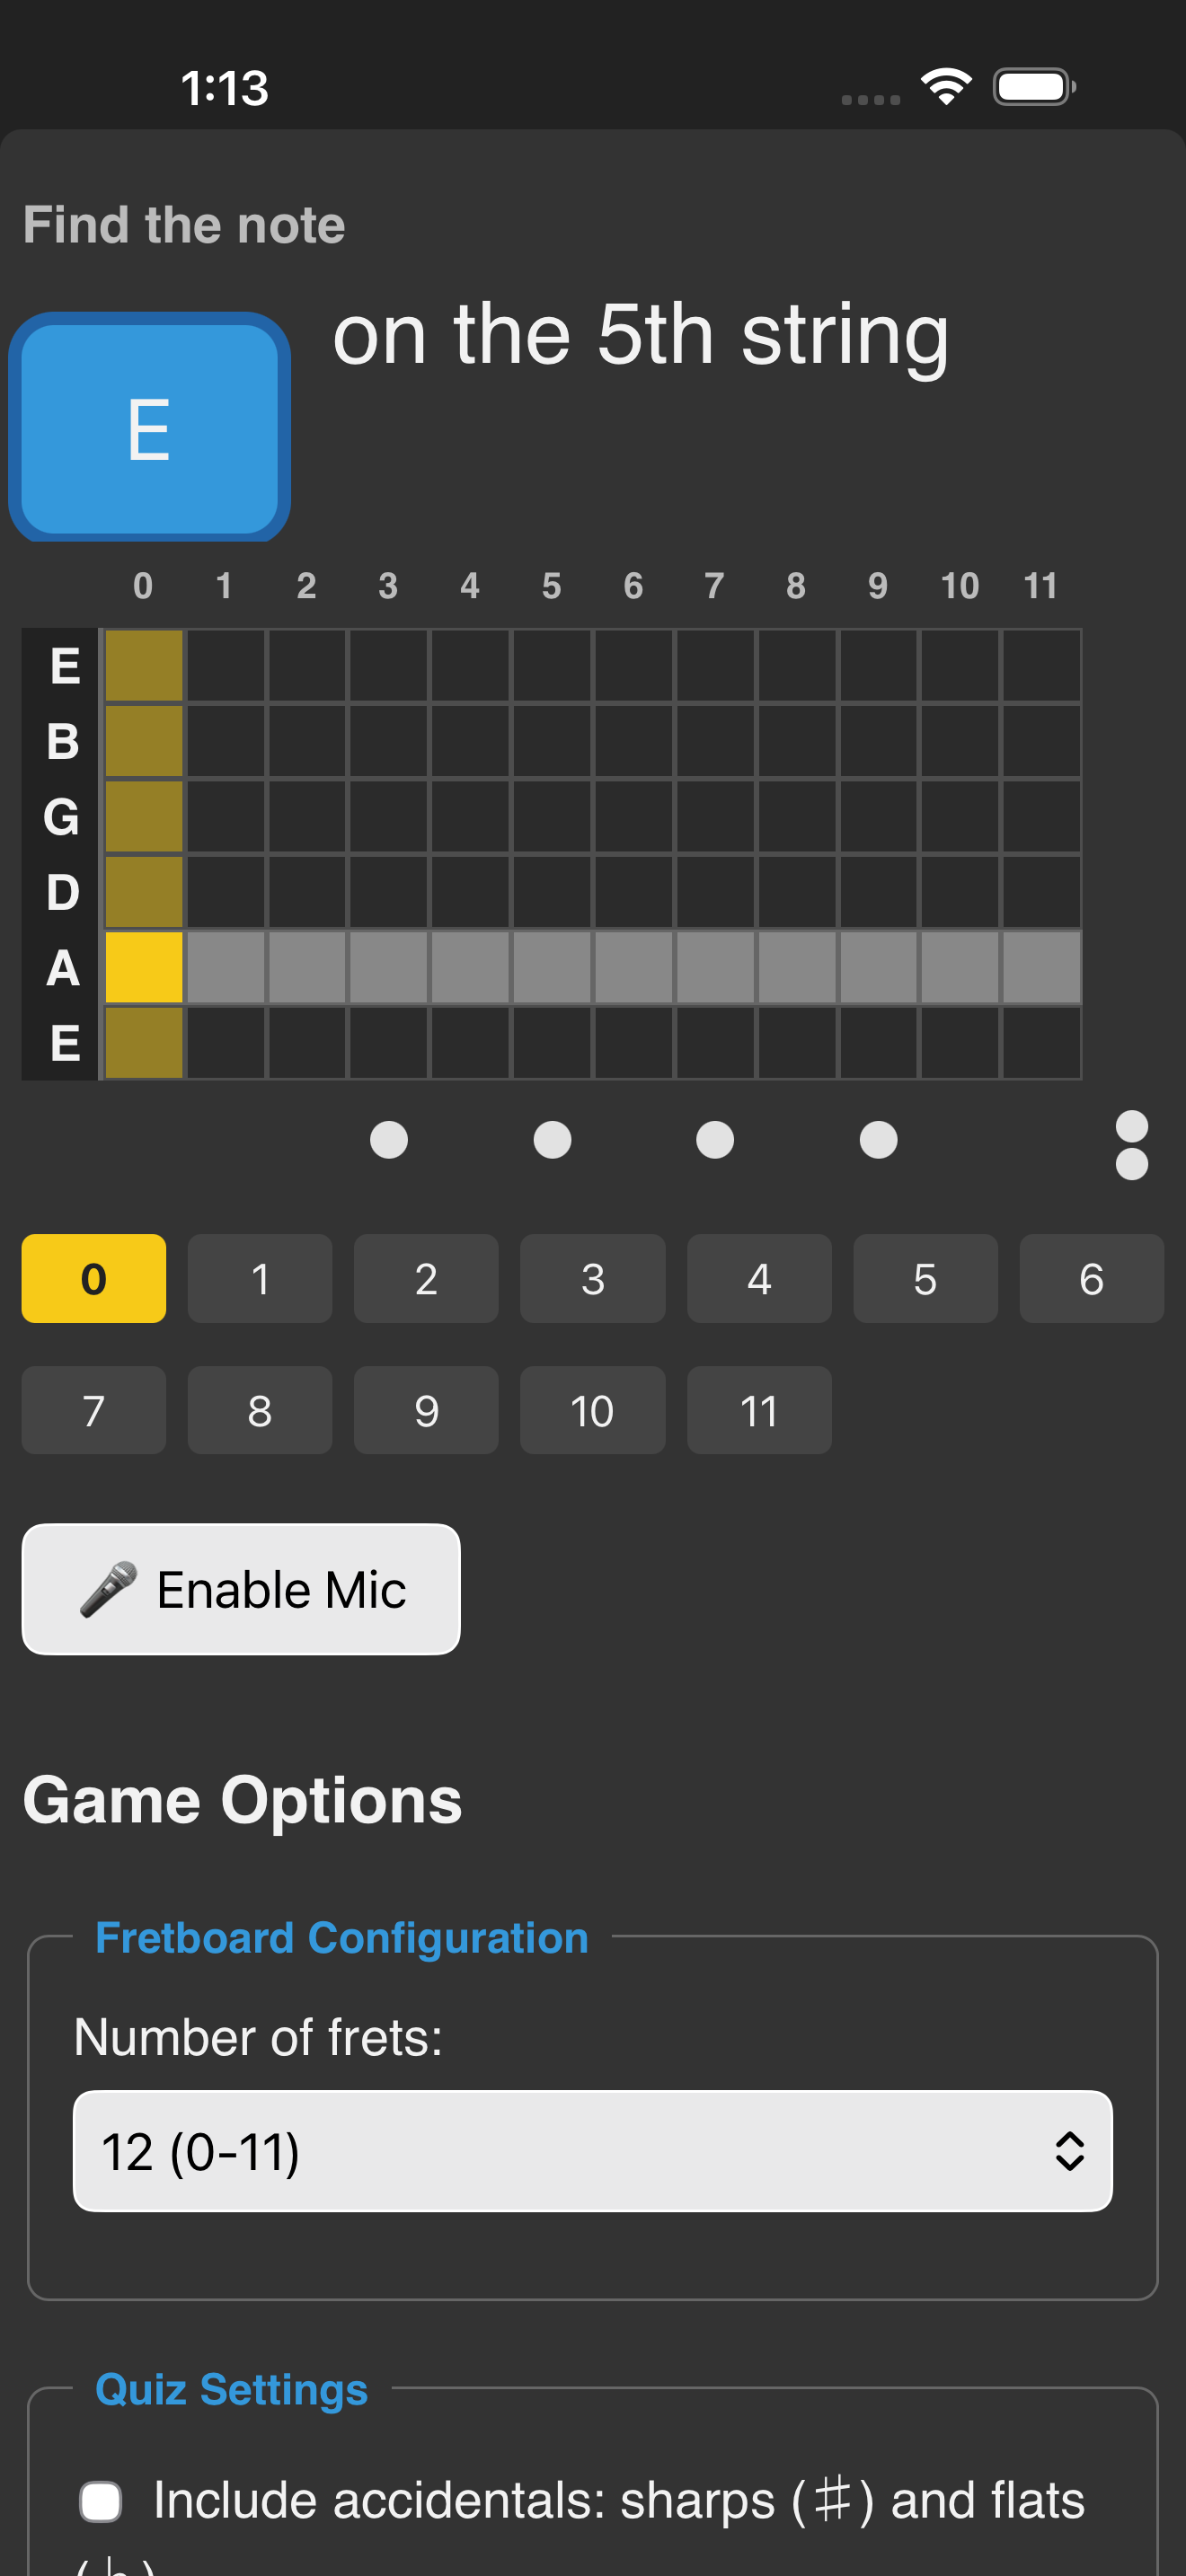 1:13
Find the note
E on the 5th string
0 1 2 3 4 5 6 7 8 9 10 11
E
B
G
D
A
E
0 1 2 3 4 5 6
7 8 9 10 11
🎤 Enable Mic
Game Options
Fretboard Configuration
Number of frets:
12 (0-11)
Quiz Settings
Include accidentals: sharps (♯) and flats
(♭)